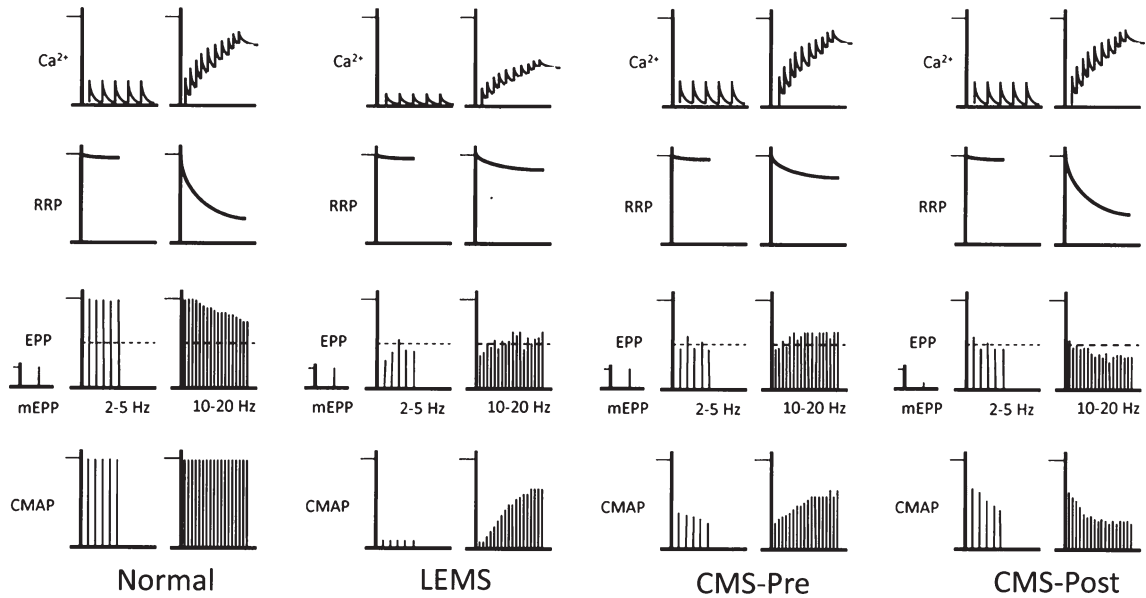 Ca²⁺ Ca²⁺ Ca²⁺ Ca²⁺
RRP RRP RRP RRP
EPP EPP EPP EPP
mEPP 2-5 Hz 10-20 Hz mEPP 2-5 Hz 10-20 Hz mEPP 2-5 Hz 10-20 Hz mEPP 2-5 Hz 10-20 Hz
CMAP CMAP CMAP CMAP
Normal LEMS CMS-Pre CMS-Post